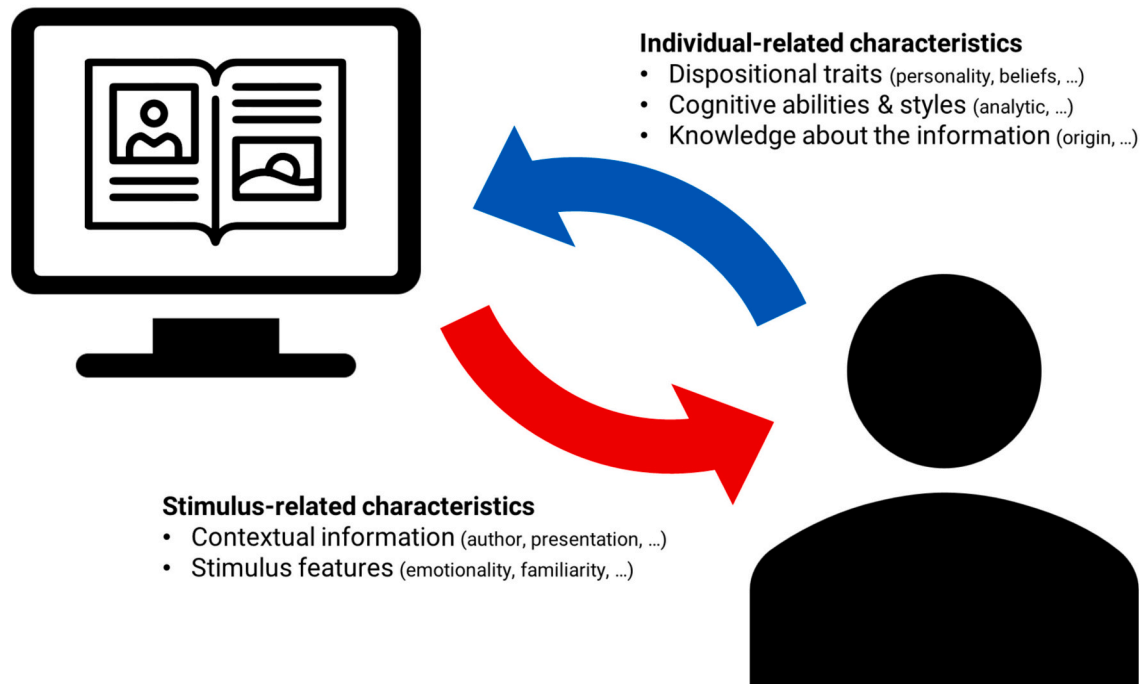 Individual-related characteristics
• Dispositional traits (personality, beliefs, ...)
• Cognitive abilities & styles (analytic, ...)
• Knowledge about the information (origin, ...)
Stimulus-related characteristics
• Contextual information (author, presentation, ...)
• Stimulus features (emotionality, familiarity, ...)